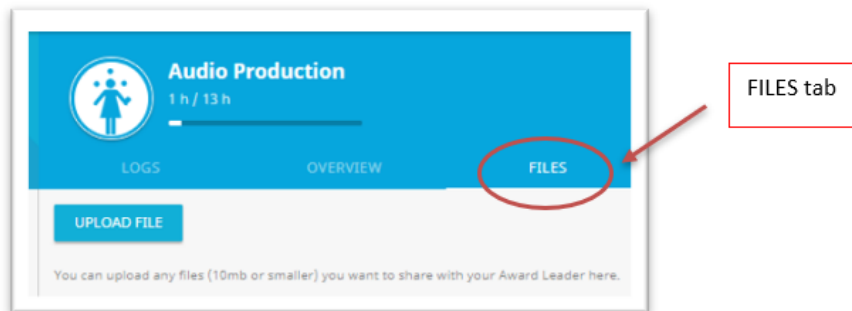 Audio Production
1 h / 13 h
LOGS OVERVIEW FILES
UPLOAD FILE
You can upload any files (10mb or smaller) you want to share with your Award Leader here.
FILES tab